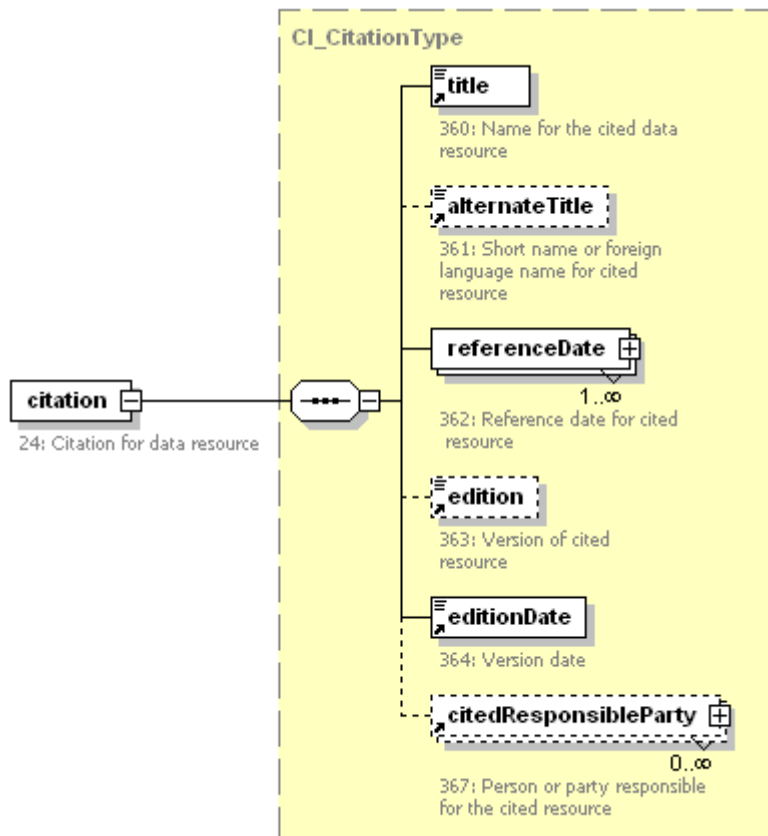 CI_CitationType
title
360: Name for the cited data
resource
alternateTitle
361: Short name or foreign
language name for cited
resource
referenceDate
1..∞
362: Reference date for cited
resource
citation
24: Citation for data resource
edition
363: Version of cited
resource
editionDate
364: Version date
citedResponsibleParty
0..∞
367: Person or party responsible
for the cited resource